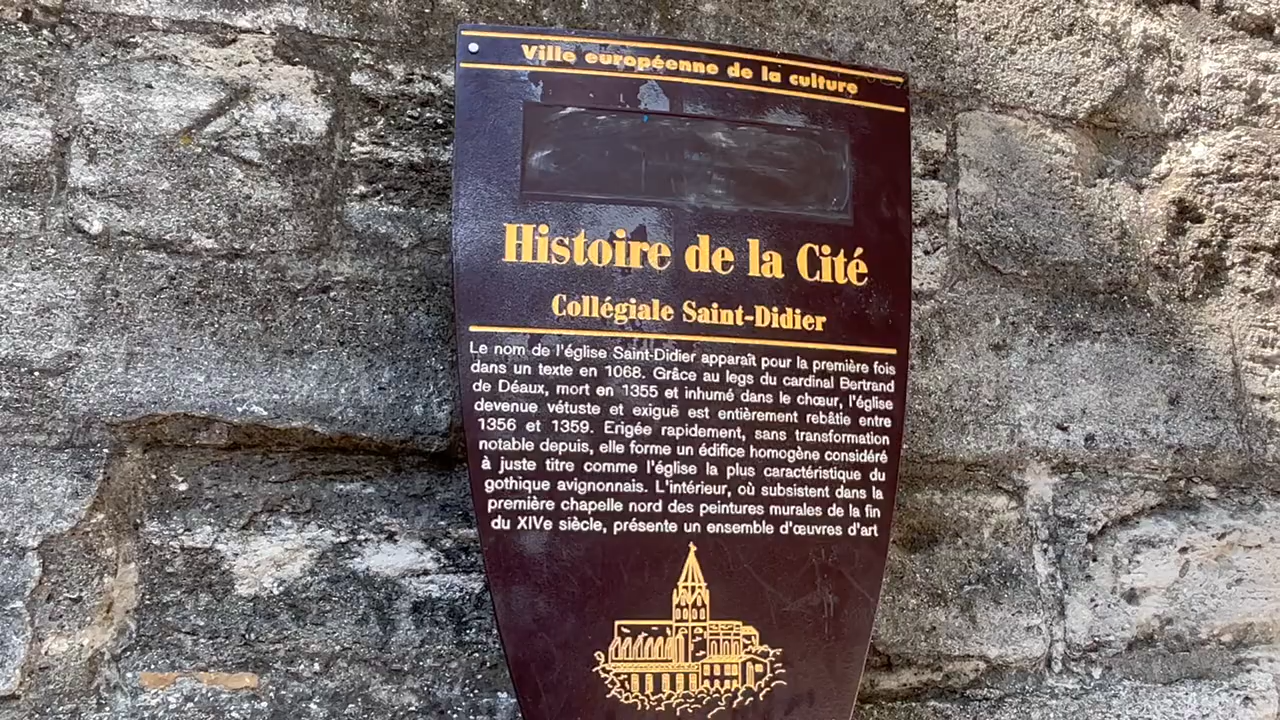 Ville européenne de la culture
Histoire de la Cité
Collégiale Saint-Didier
Le nom de l'église Saint-Didier apparaît pour la première fois
dans un texte en 1068. Grâce au legs du cardinal Bertrand
de Déaux, mort en 1355 et inhumé dans le chœur, l'église
devenue vétuste et exiguë est entièrement rebâtie entre
1356 et 1359. Erigée rapidement, sans transformation
notable depuis, elle forme un édifice homogène considéré
à juste titre comme l'église la plus caractéristique du
gothique avignonnais. L'intérieur, où subsistent dans la
première chapelle nord des peintures murales de la fin
du XIVe siècle, présente un ensemble d'œuvres d'art